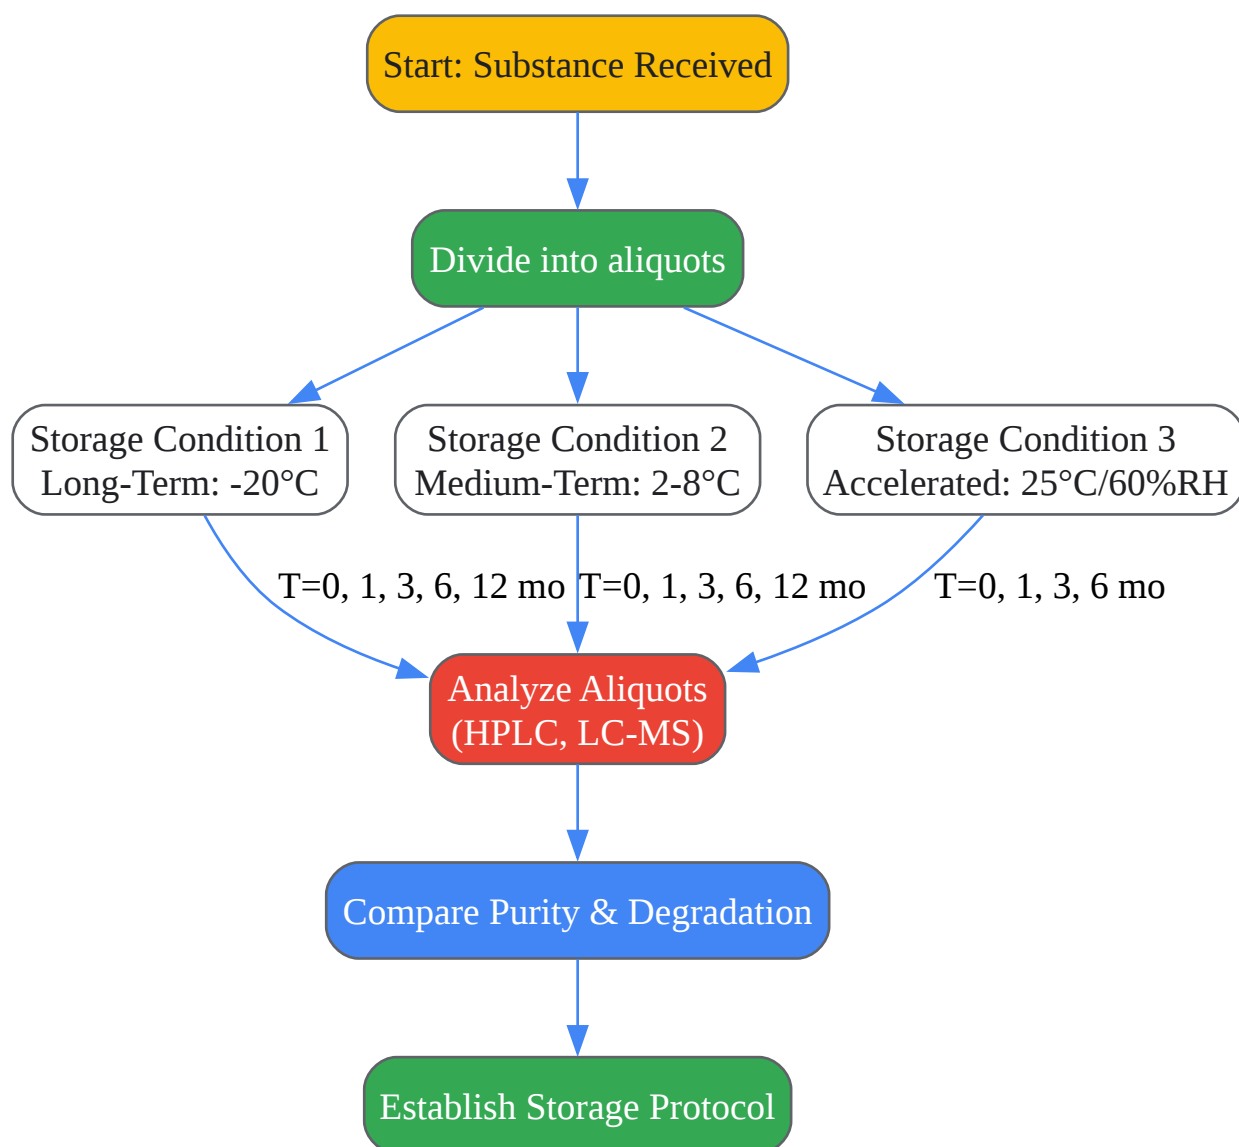 Start: Substance Received
Divide into aliquots
Storage Condition 1
Long-Term: -20°C
Storage Condition 2
Medium-Term: 2-8°C
Storage Condition 3
Accelerated: 25°C/60%RH
T=0, 1, 3, 6, 12 mo
T=0, 1, 3, 6, 12 mo
T=0, 1, 3, 6 mo
Analyze Aliquots
(HPLC, LC-MS)
Compare Purity & Degradation
Establish Storage Protocol